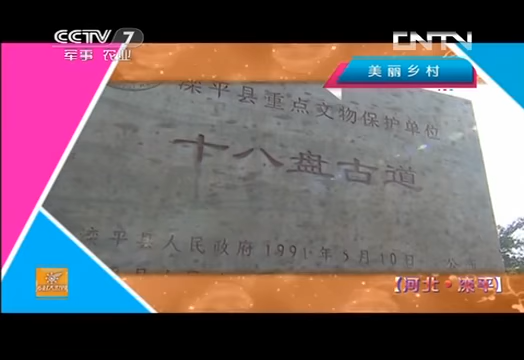 CCTV 7
军事 农业
CNTV
美丽乡村
滦平县重点文物保护单位
十八盘古道
滦平县人民政府1991年5月10日 公布
【河北·滦平】